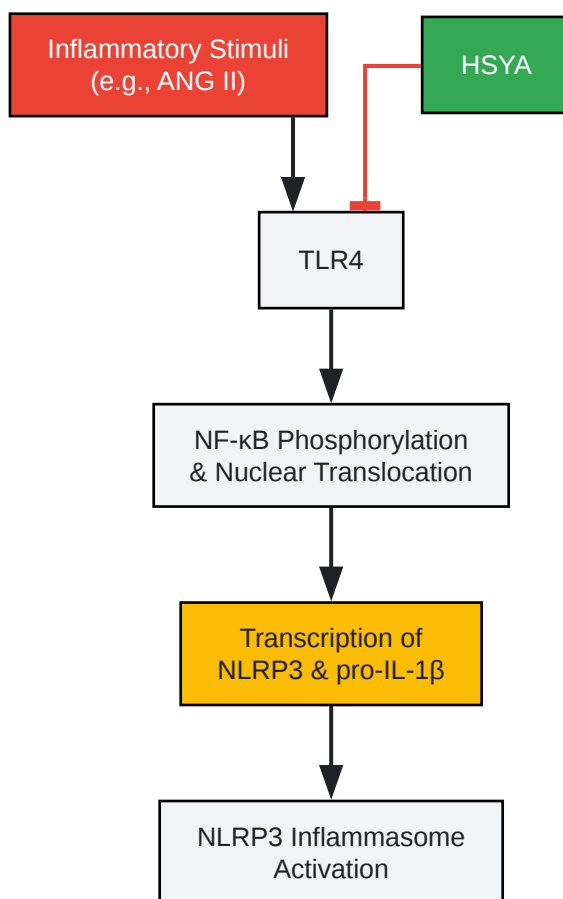 Inflammatory Stimuli
(e.g., ANG II)
HSYA
TLR4
NF-κB Phosphorylation
& Nuclear Translocation
Transcription of
NLRP3 & pro-IL-1β
NLRP3 Inflammasome
Activation